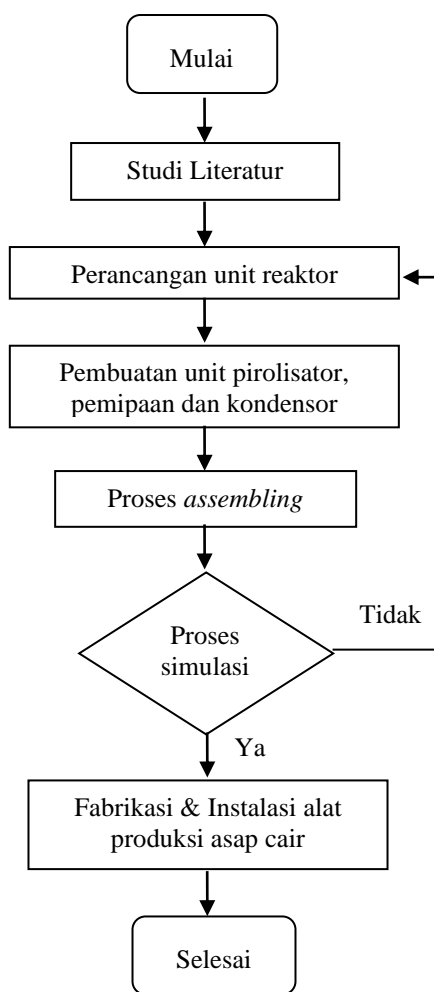 Mulai
Studi Literatur
Perancangan unit reaktor
Pembuatan unit pirolisator,
pemipaan dan kondensor
Proses assembling
Proses
simulasi
Tidak
Ya
Fabrikasi & Instalasi alat
produksi asap cair
Selesai